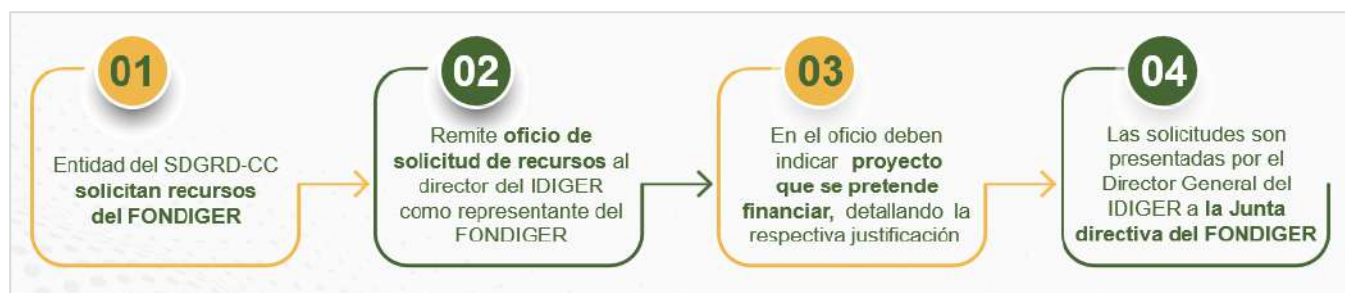 01
Entidad del SDGRD-CC
solicitan recursos
del FONDIGER
02
Remite oficio de
solicitud de recursos al
director del IDIGER
como representante del
FONDIGER
03
En el oficio deben
indicar proyecto
que se pretende
financiar, detallando la
respectiva justificación
04
Las solicitudes son
presentadas por el
Director General del
IDIGER a la Junta
directiva del FONDIGER